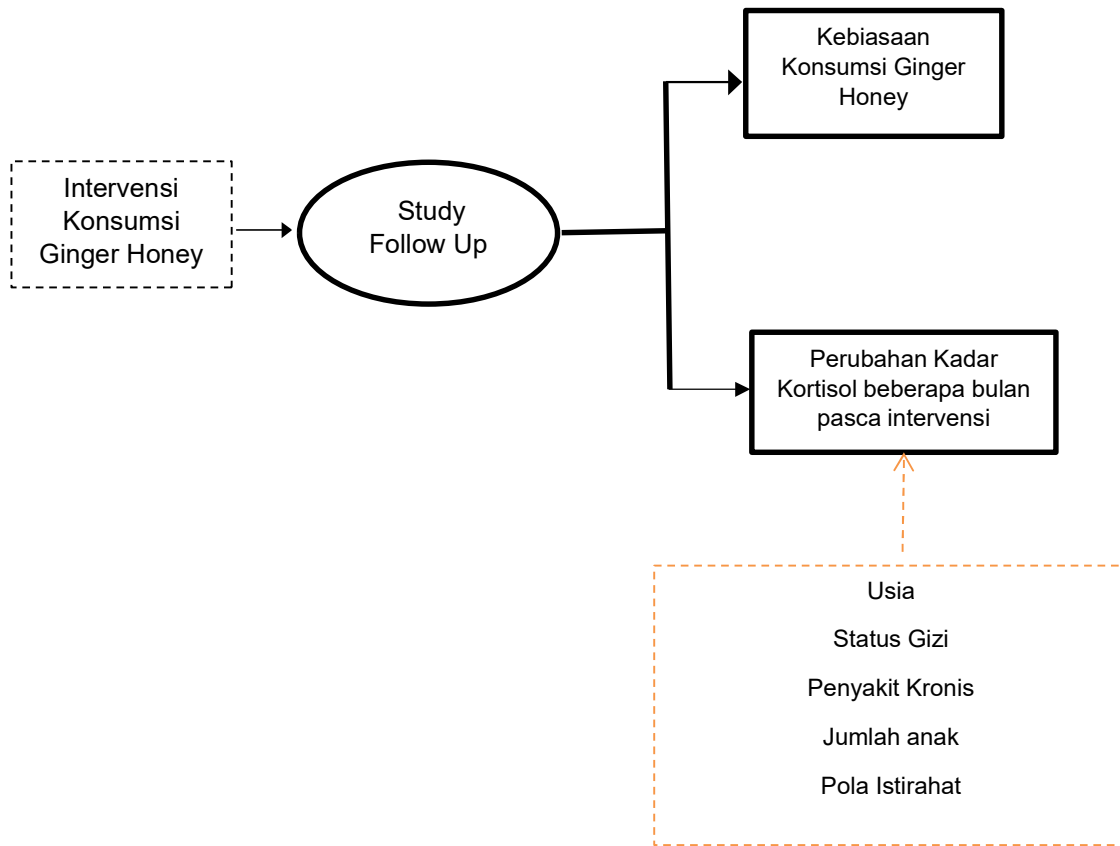 Intervensi
Konsumsi
Ginger Honey
Study
Follow Up
Kebiasaan
Konsumsi Ginger
Honey
Perubahan Kadar
Kortisol beberapa bulan
pasca intervensi
Usia
Status Gizi
Penyakit Kronis
Jumlah anak
Pola Istirahat